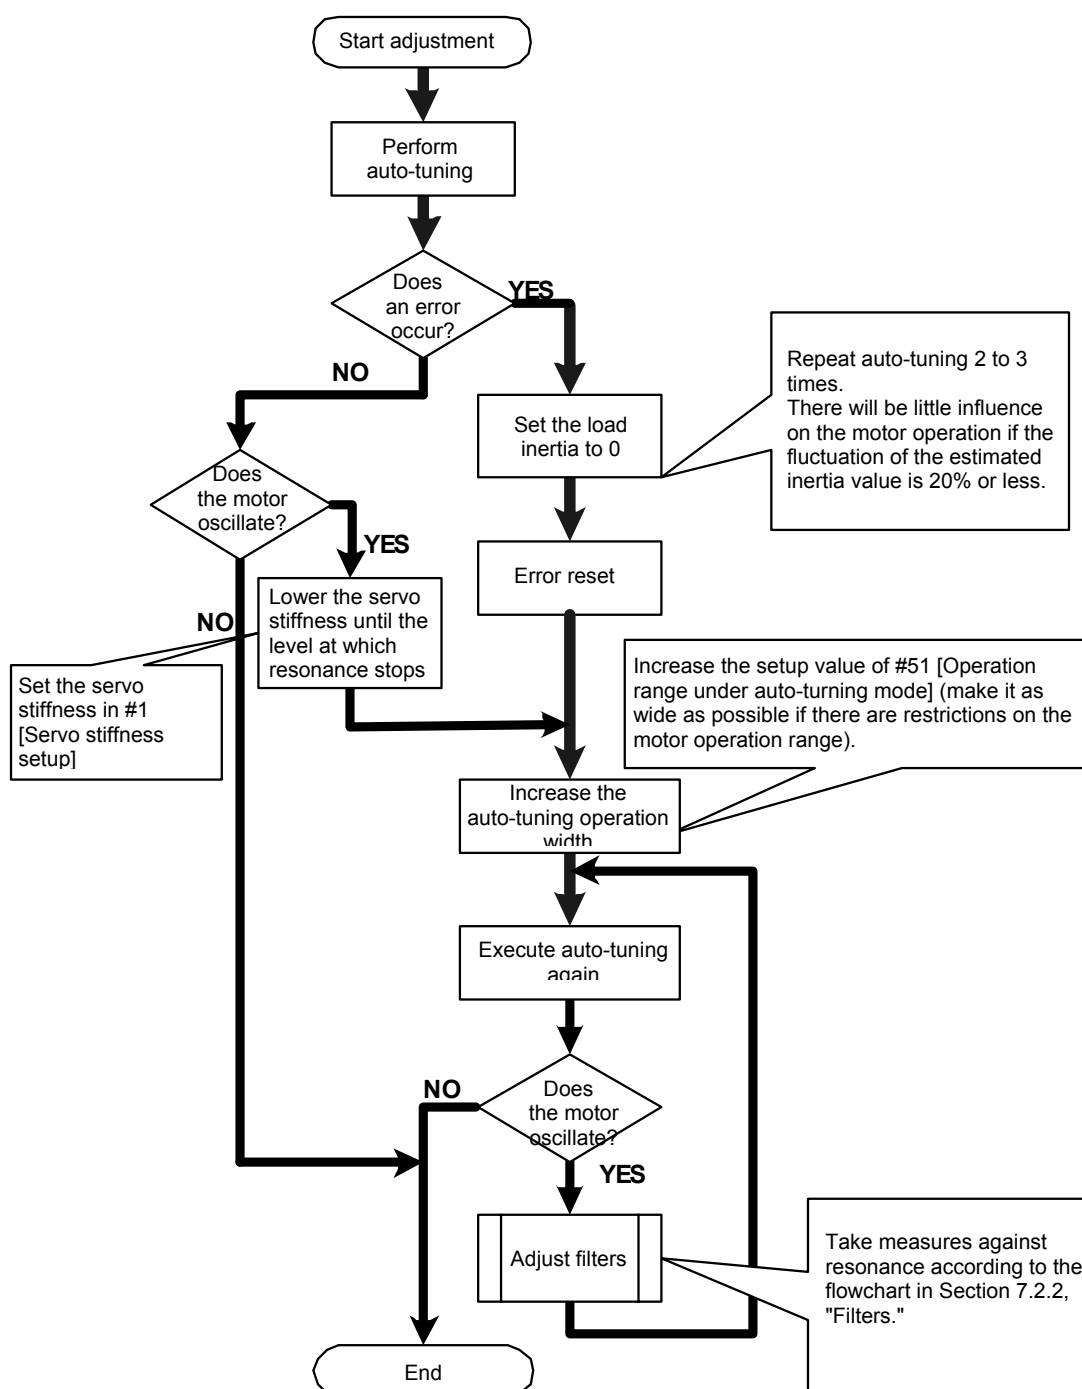 Start adjustment
Perform
auto-tuning
Does
an error
occur?
YES
NO
Set the load
inertia to 0
Repeat auto-tuning 2 to 3
times.
There will be little influence
on the motor operation if the
fluctuation of the estimated
inertia value is 20% or less.
Does
the motor
oscillate?
YES
NO
Error reset
Lower the servo
stiffness until the
level at which
resonance stops
Set the servo
stiffness in #1
[Servo stiffness
setup]
Increase the setup value of #51 [Operation
range under auto-turning mode] (make it as
wide as possible if there are restrictions on the
motor operation range).
Increase the
auto-tuning operation
width
Execute auto-tuning
again
Does
the motor
oscillate?
NO
YES
Adjust filters
Take measures against
resonance according to the
flowchart in Section 7.2.2,
"Filters."
End